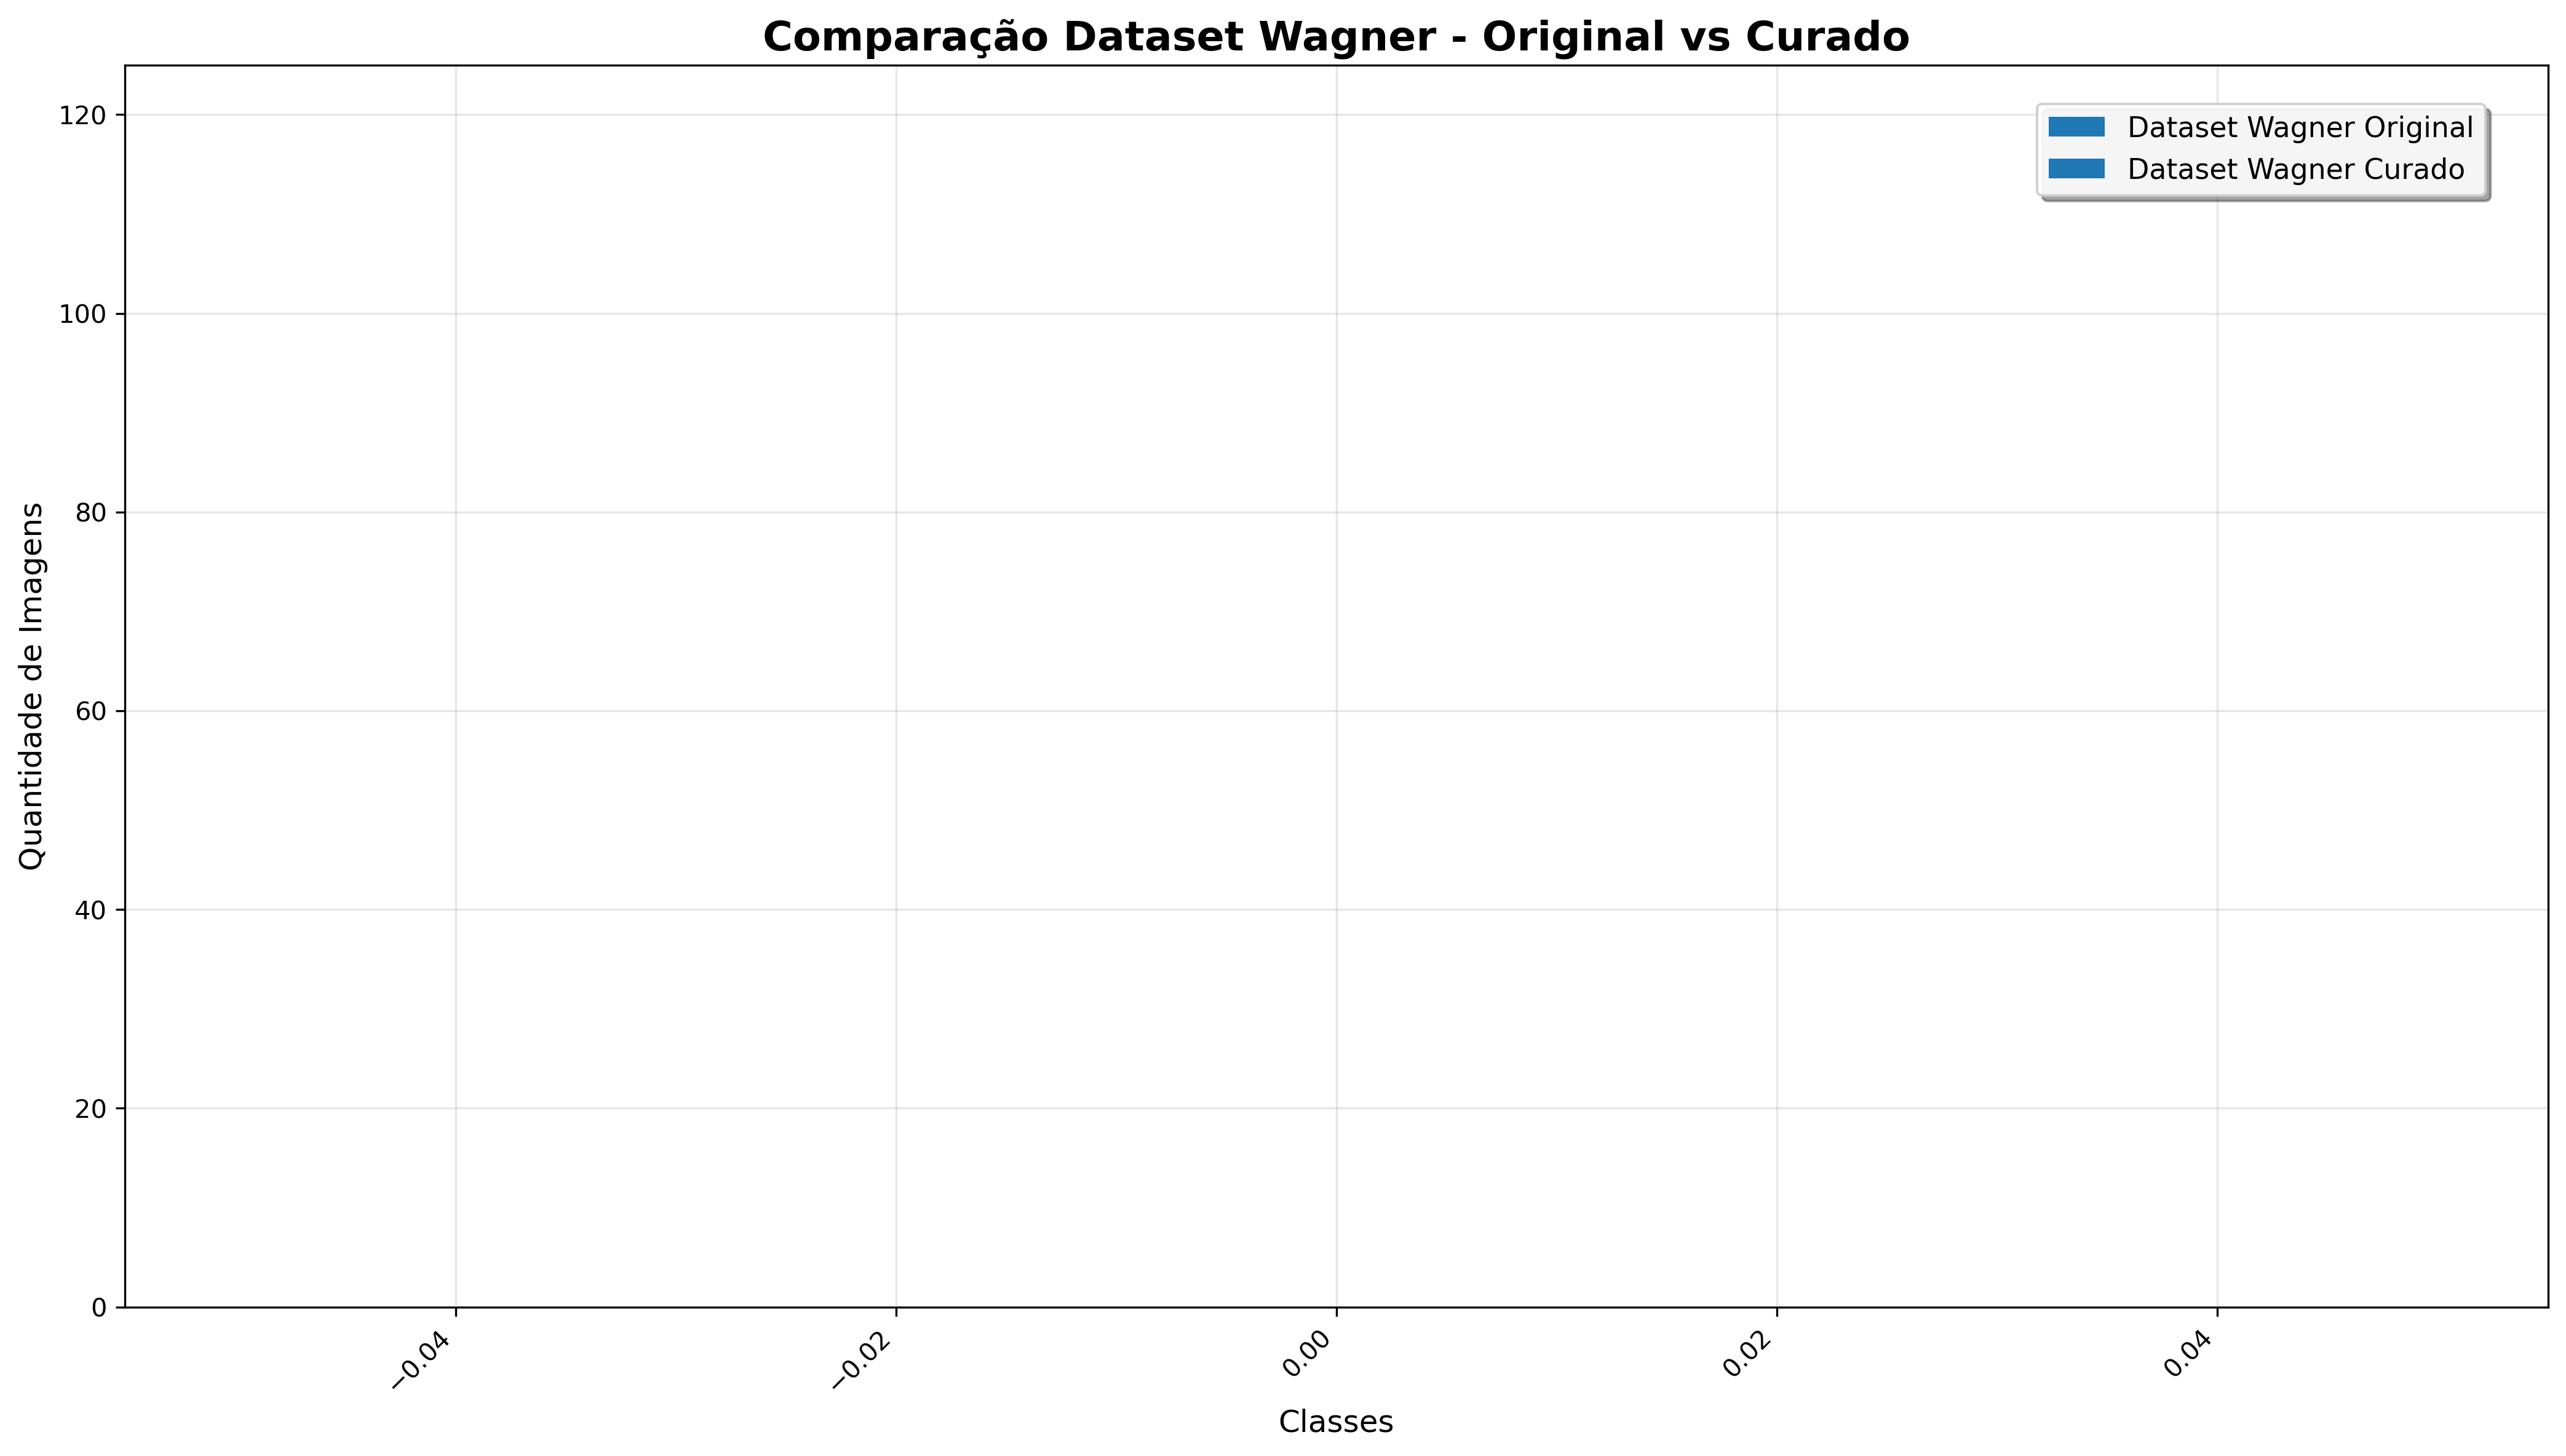 Comparação Dataset Wagner - Original vs Curado
Dataset Wagner Original
Dataset Wagner Curado
Quantidade de Imagens
120
100
80
60
40
20
0
−0.04
−0.02
0.00
0.02
0.04
Classes